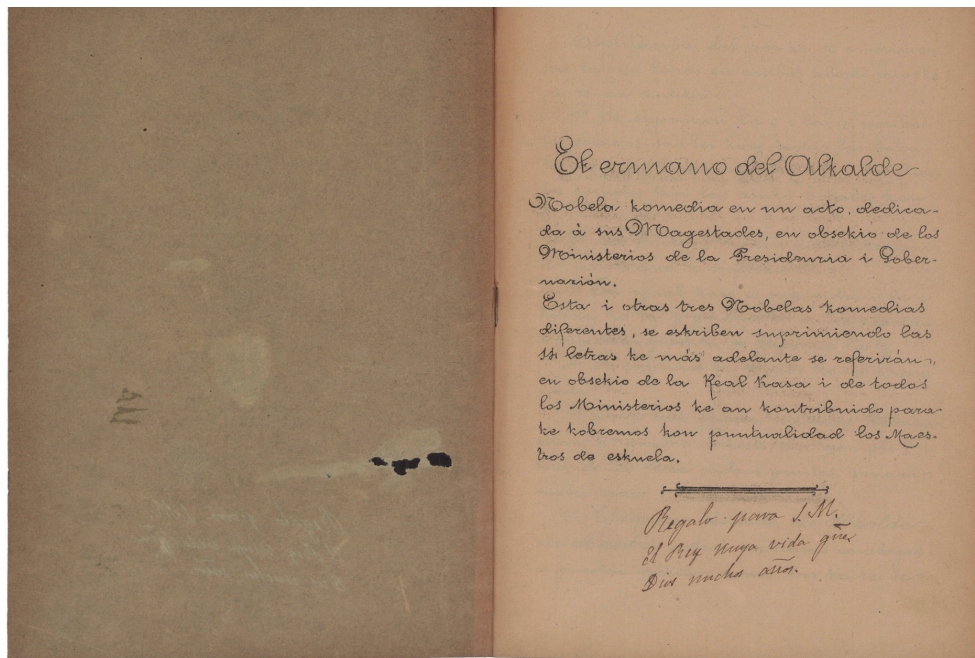 El ermano del Alkalde
Nobela komedia en un acto, dedica-
da á sus Magestades, en obsekio de los
Ministerios de la Presidenzia i Gober-
nazión.
Esta i otras tres Nobelas komedias
diferentes, se eskriben suprimiendo las
14 letras ke más adelante se referirán,
en obsekio de la Real Kasa i de todos
los Ministerios ke an kontribuido para
ke kobremos kon puntualidad los Maes-
tros de eskuela.
Regalo para S. M.
El Rey cuya vida gũe
Dios muchos años.